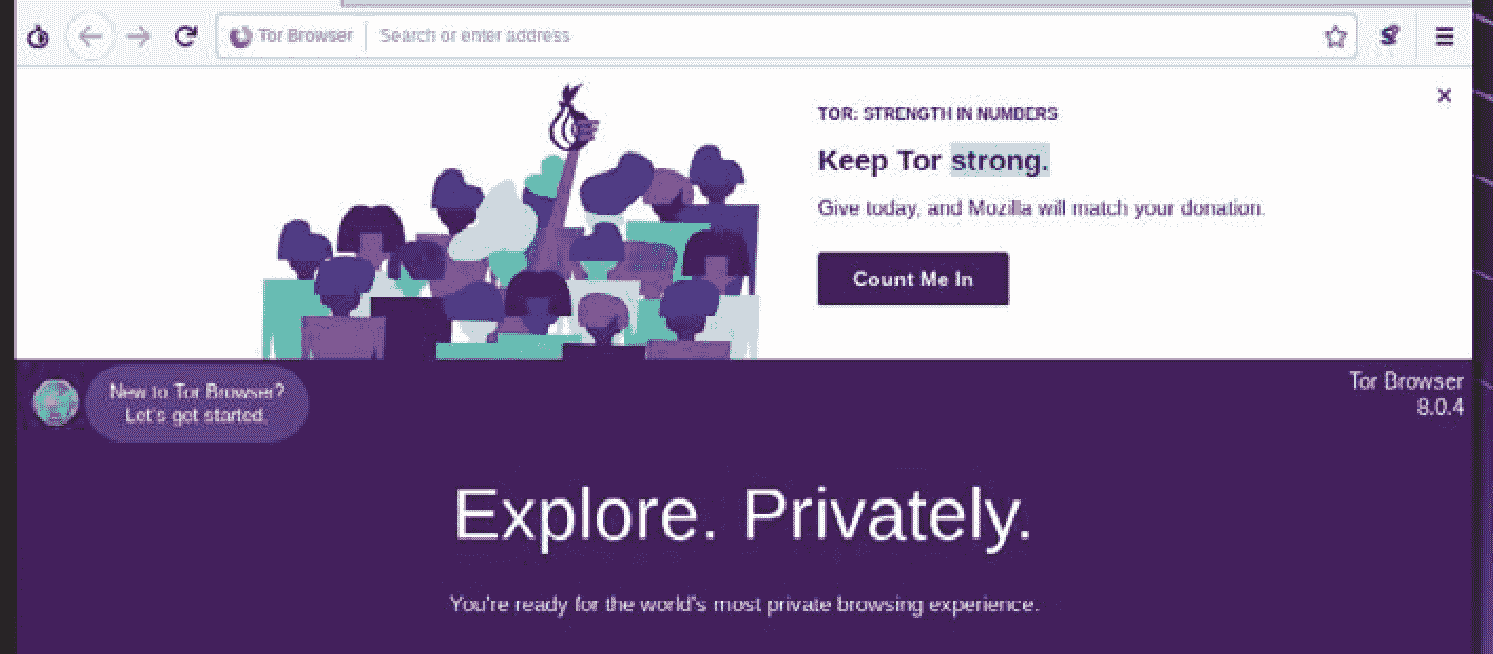 Tor Browser
Search or enter address
TOR: STRENGTH IN NUMBERS
Keep Tor strong.
Give today, and Mozilla will match your donation.
Count Me In
New to Tor Browser?
Let's get started.
Tor Browser
8.0.4
Explore. Privately.
You're ready for the world's most private browsing experience.